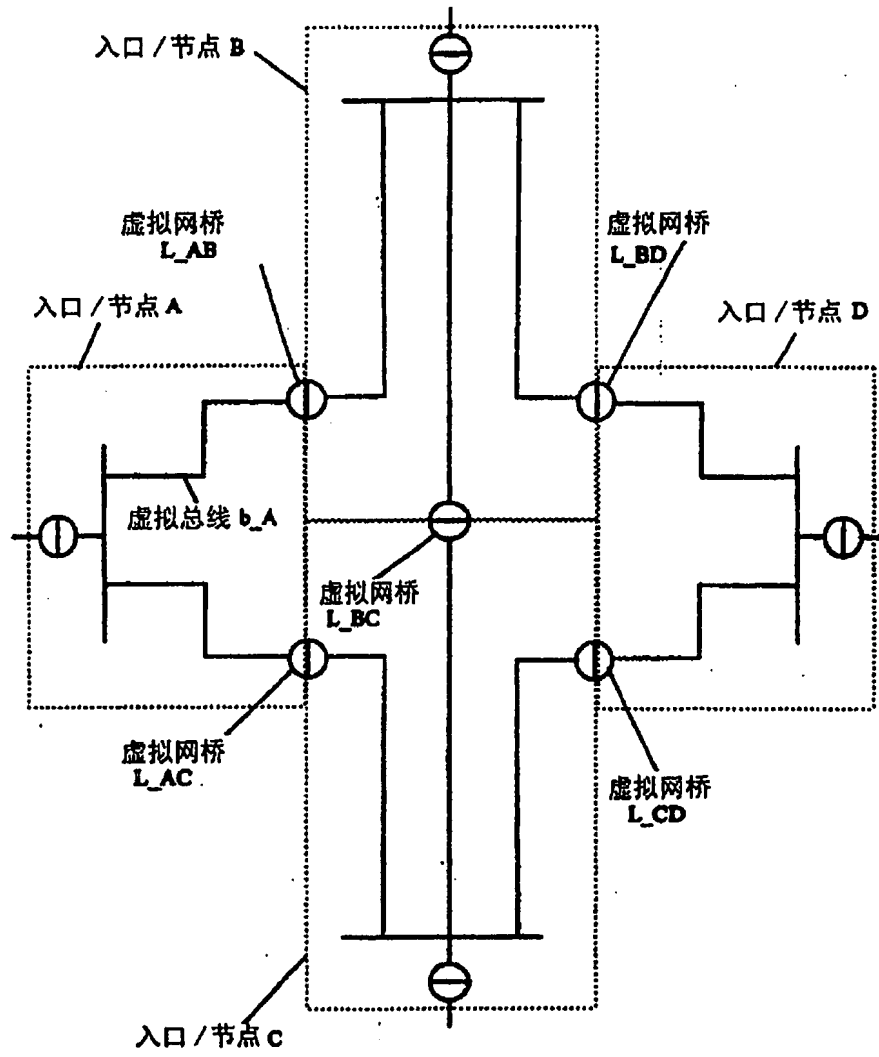 入口/节点 B
虚拟网桥
L_AB
虚拟网桥
L_BD
入口/节点 A
入口/节点 D
虚拟总线 b_A
虚拟网桥
L_BC
虚拟网桥
L_AC
虚拟网桥
L_CD
入口/节点 C